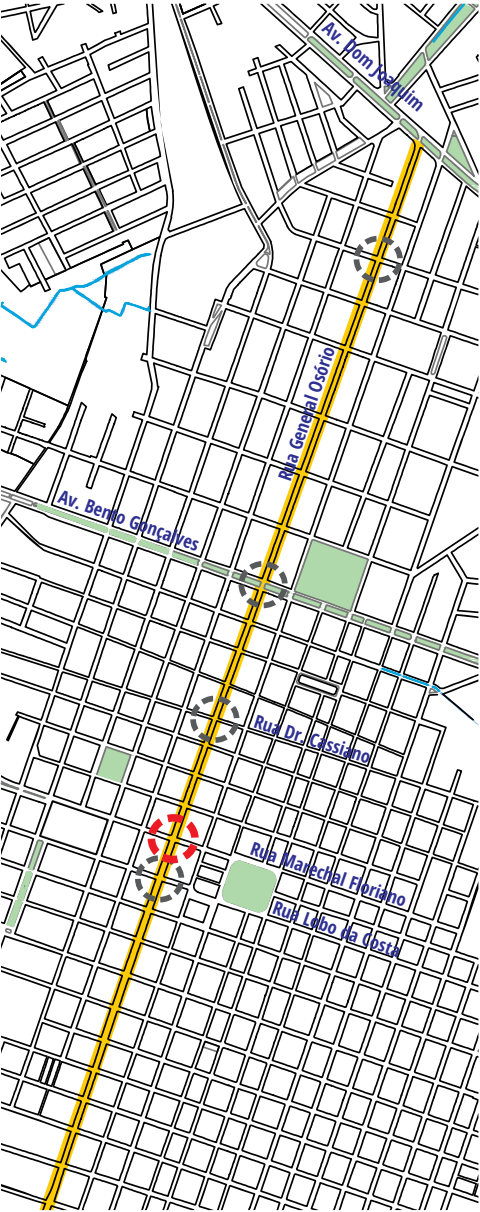 Av. Dom Joaquim
Rua General Osório
Av. Bento Gonçalves
Rua Dr. Cassiano
Rua Marechal Floriano
Rua Lobo da Costa